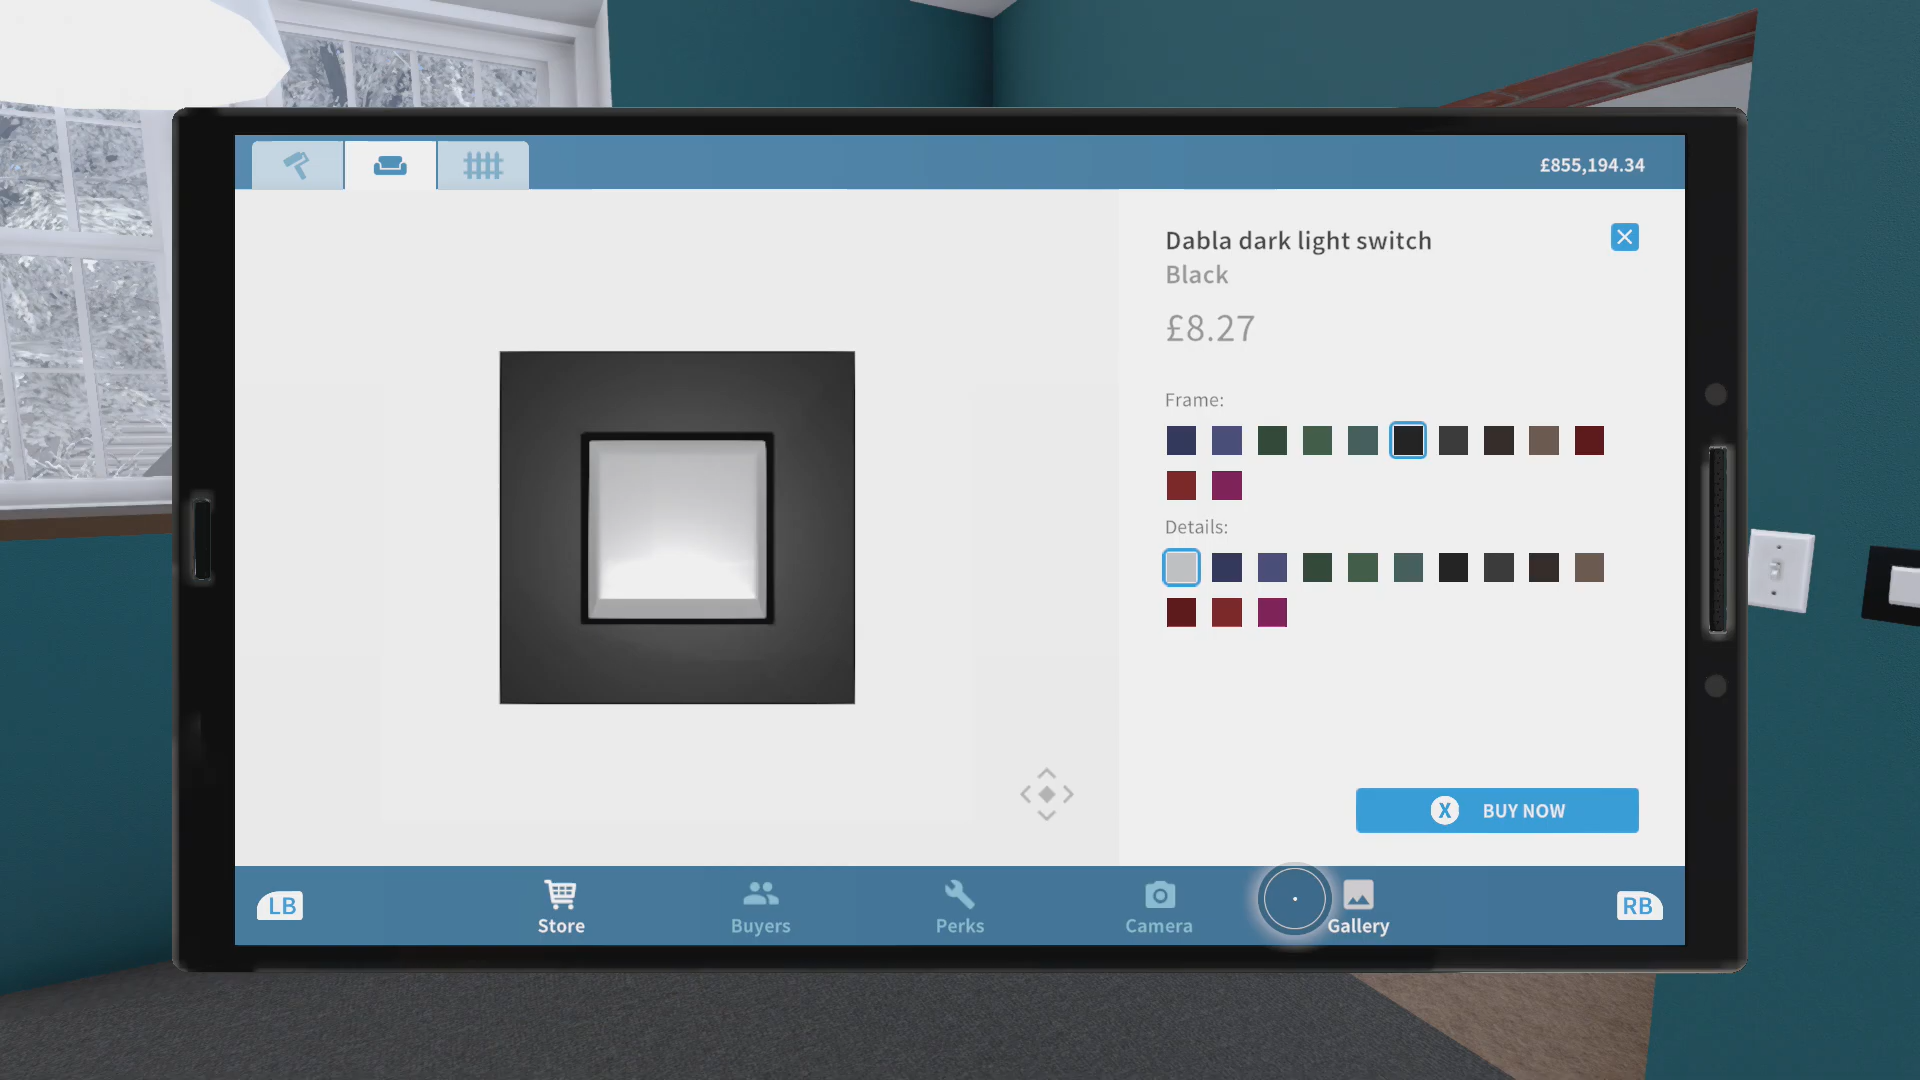 £855,194.34
Dabla dark light switch
Black
£8.27
Frame:
Details:
X BUY NOW
LB
Store
Buyers
Perks
Camera
Gallery
RB